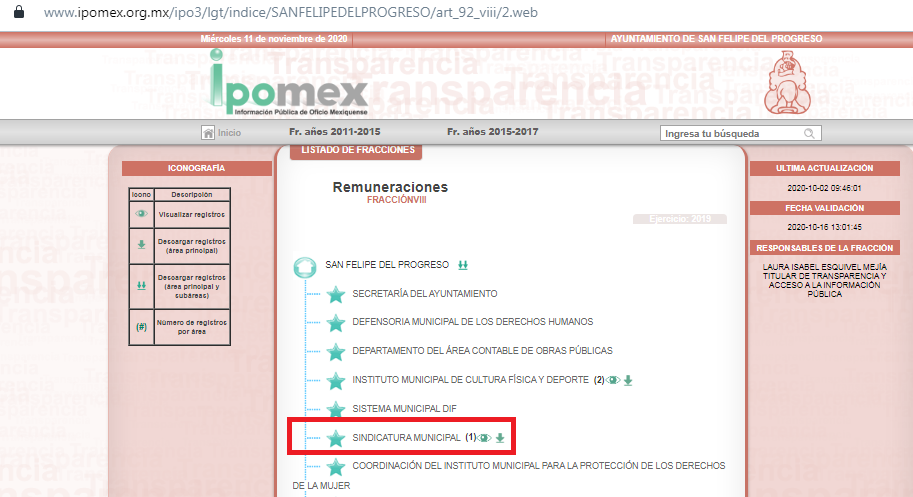 www.ipomex.org.mx/ipo3/lgt/indice/SANFELIPEDELPROGRESO/art_92_viii/2.web
Miércoles 11 de noviembre de 2020
AYUNTAMIENTO DE SAN FELIPE DEL PROGRESO
Transparencia
ipomex
Información Pública de Oficio Mexiquense
Inicio
Fr. años 2011-2015
Fr. años 2015-2017
Ingresa tu búsqueda
ICONOGRAFÍA
Icono Descripción
Visualizar registros
Descargar registros
(área principal)
Descargar registros
(área principal y
subáreas)
(#) Número de registros
por área
LISTADO DE FRACCIONES
Remuneraciones
FRACCIÓNVIII
Ejercicio: 2019
SAN FELIPE DEL PROGRESO
SECRETARÍA DEL AYUNTAMIENTO
DEFENSORIA MUNICIPAL DE LOS DERECHOS HUMANOS
DEPARTAMENTO DEL ÁREA CONTABLE DE OBRAS PÚBLICAS
INSTITUTO MUNICIPAL DE CULTURA FÍSICA Y DEPORTE (2)
SISTEMA MUNICIPAL DIF
SINDICATURA MUNICIPAL (1)
COORDINACIÓN DEL INSTITUTO MUNICIPAL PARA LA PROTECCIÓN DE LOS DERECHOS
DE LA MUJER
ULTIMA ACTUALIZACIÓN
2020-10-02 09:46:01
FECHA VALIDACIÓN
2020-10-16 13:01:45
RESPONSABLES DE LA FRACCIÓN
LAURA ISABEL ESQUIVEL MEJÍA
TITULAR DE TRANSPARENCIA Y
ACCESO A LA INFORMACIÓN
PÚBLICA